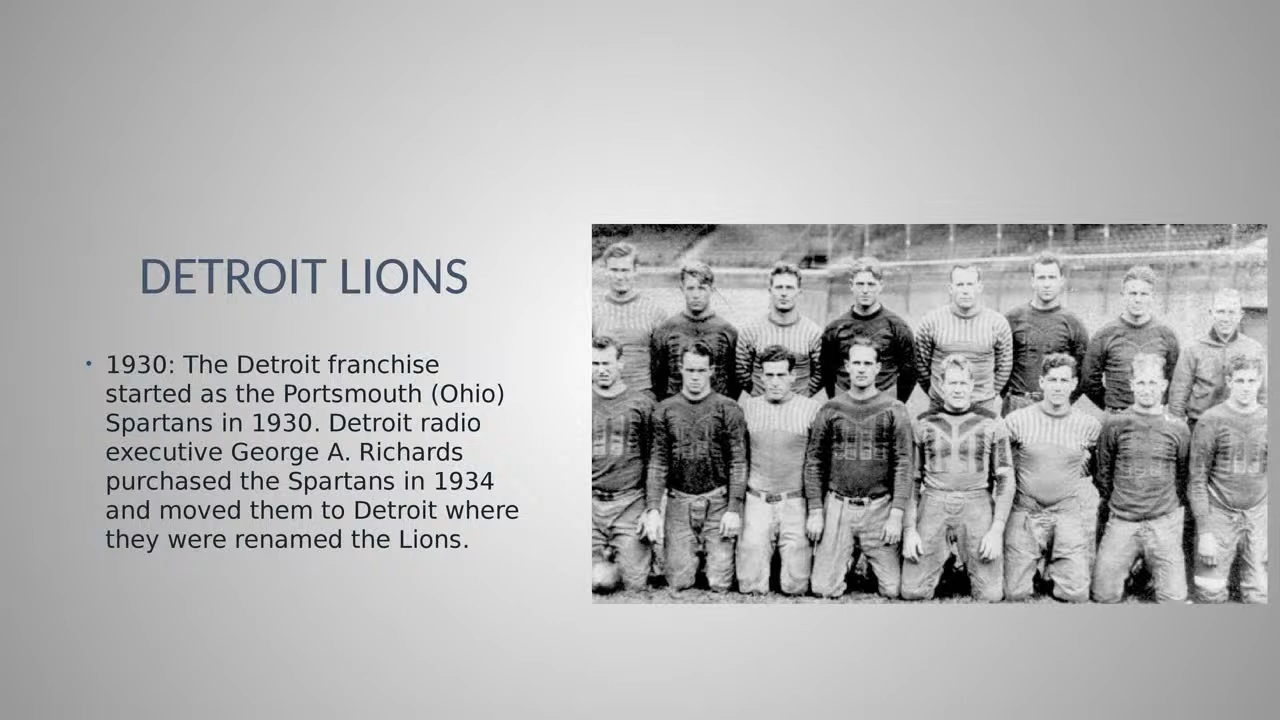 DETROIT LIONS
• 1930: The Detroit franchise
started as the Portsmouth (Ohio)
Spartans in 1930. Detroit radio
executive George A. Richards
purchased the Spartans in 1934
and moved them to Detroit where
they were renamed the Lions.